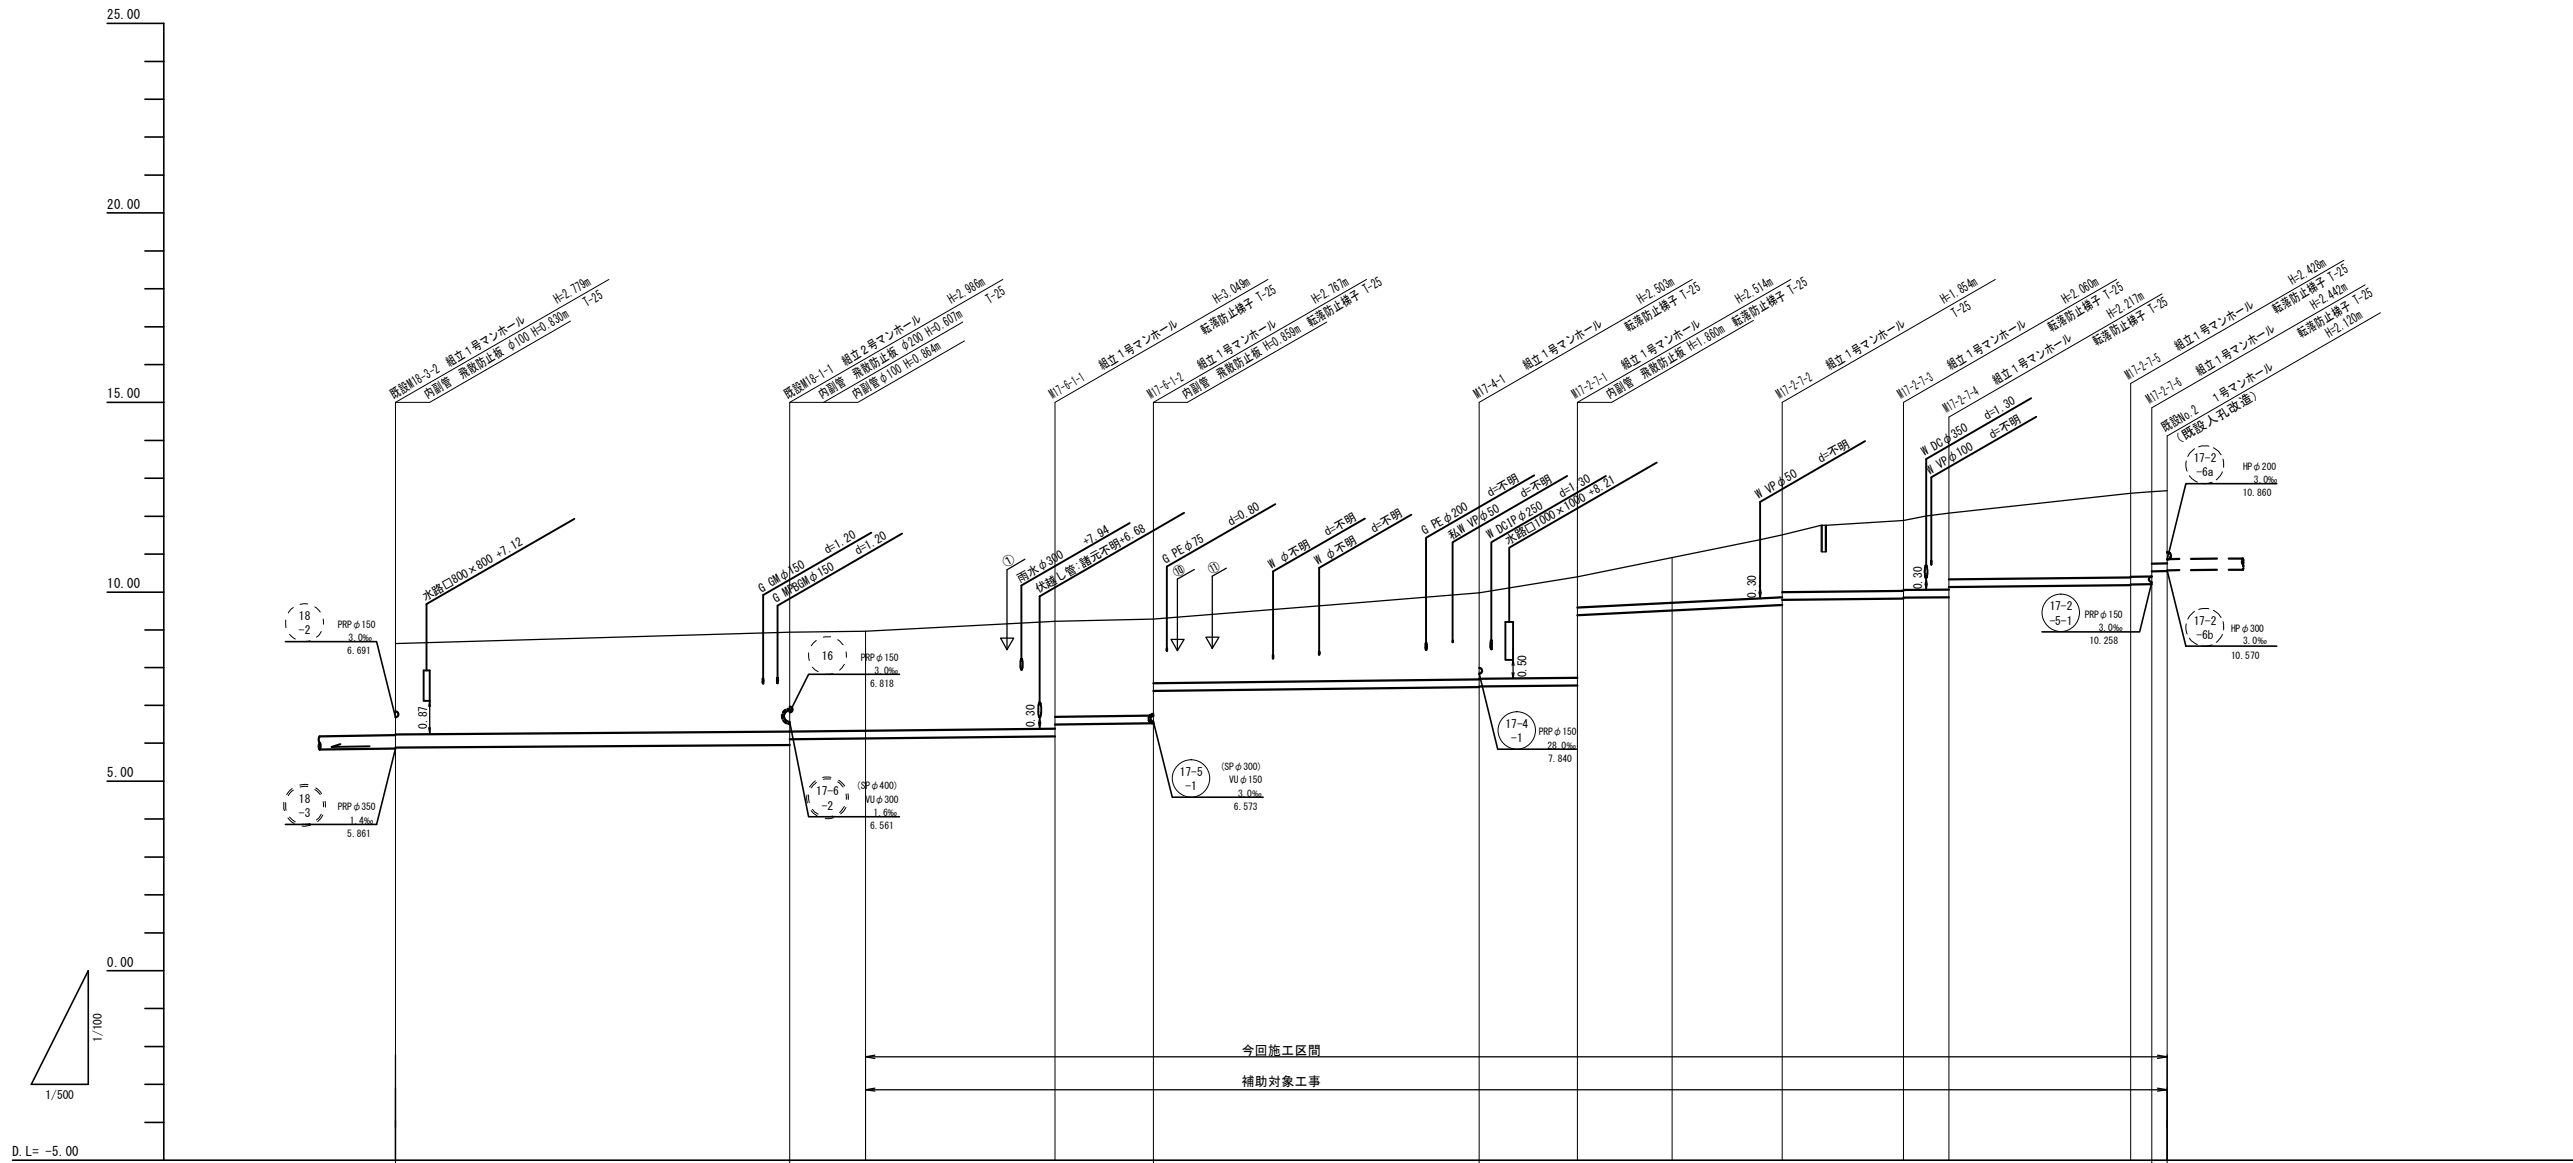 25.00
20.00
15.00
10.00
5.00
0.00
D.L= -5.00
1/100
1/500
既設M18-3-2 組立1号マンホール H=2.779m
内副管 飛散防止板 φ100 H=0.830m T-25
既設M18-1-1 組立2号マンホール H=2.986m
内副管 飛散防止板 φ200 H=0.607m T-25
内副管φ100 H=0.864m
M17-6-1-1 組立1号マンホール H=3.049m
転落防止梯子 T-25
M17-6-1-2 組立1号マンホール H=2.767m
内副管 飛散防止板 H=0.859m 転落防止梯子 T-25
M17-4-1 組立1号マンホール H=2.503m
転落防止梯子 T-25
M17-2-7-1 組立1号マンホール H=2.514m
内副管 飛散防止板 H=1.860m 転落防止梯子 T-25
M17-2-7-2 組立1号マンホール H=1.854m
T-25
M17-2-7-3 組立1号マンホール H=2.060m
転落防止梯子 T-25
M17-2-7-4 組立1号マンホール H=2.217m
転落防止梯子 T-25
M17-2-7-5 組立1号マンホール H=2.428m
転落防止梯子 T-25
M17-2-7-6 組立1号マンホール H=2.442m
転落防止梯子 T-25
既設No.2 1号マンホール H=2.120m
(既設人孔改造)
水路口800×800 +7.12
G GMφ150 d=1.20
G MPBGMφ150 d=1.20
①
雨水φ300 +7.94
伏越し管:諸元不明+6.68
G PEφ75 d=0.80
⑩
⑪
W φ不明 d=不明
W φ不明 d=不明
G PEφ200 d=不明
私W VPφ50 d=不明
W DCIPφ250 d=1.30
水路口1000×1000 +8.21
W VPφ50 d=不明
W DCφ350 d=1.30
W VPφ100 d=不明
0.87
0.30
0.50
0.30
0.30
18
-2
PRPφ150
3.0‰
6.691
18
-3
PRPφ350
1.4‰
5.861
16
PRPφ150
3.0‰
6.818
17-6
-2
(SPφ400)
VUφ300
1.6‰
6.561
17-5
-1
(SPφ300)
VUφ150
3.0‰
6.573
17-4
-1
PRPφ150
28.0‰
7.840
17-2
-5-1
PRPφ150
3.0‰
10.258
17-2
-6a
HPφ200
3.0‰
10.860
17-2
-6b
HPφ300
3.0‰
10.570
今回施工区間
補助対象工事